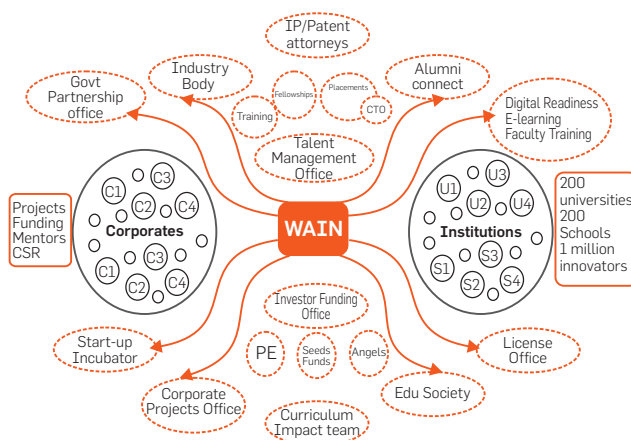 IP/Patent
attorneys
Industry
Body
Alumni
connect
Govt
Partnership
office
Fellowships
Placements
CTO
Training
Digital Readiness
E-learning
Faculty Training
Talent
Management
Office
C3
C1
C2
C4
Corporates
C3
C1
C2
C4
Projects
Funding
Mentors
CSR
WAIN
U1
U3
U2
U4
Institutions
S3
S1
S2
S4
200
universities
200
Schools
1 million
innovators
Investor Funding
Office
PE
Seeds
Funds
Angels
Start-up
Incubator
License
Office
Corporate
Projects Office
Edu Society
Curriculum
Impact team